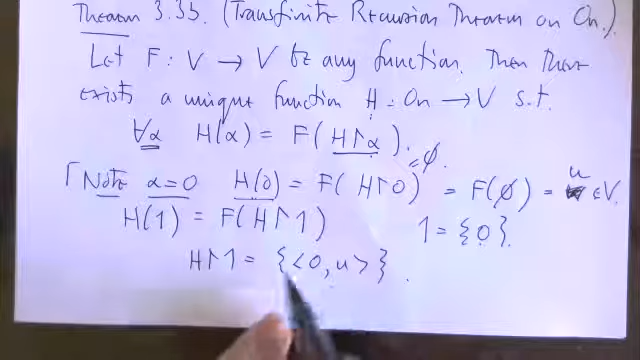 Theorem 3.35. (Transfinite Recursion Theorem on On.)
Let F : V → V be any function. Then there
exists a unique function H : On → V s.t.
∀α H(α) = F(H↾α).
⌈Note α=0 H(0) = F(H↾0) = F(∅) = u ∈ V.
=∅.
H(1) = F(H↾1) 1 = {0}.
H↾1 = {<0, u>}.